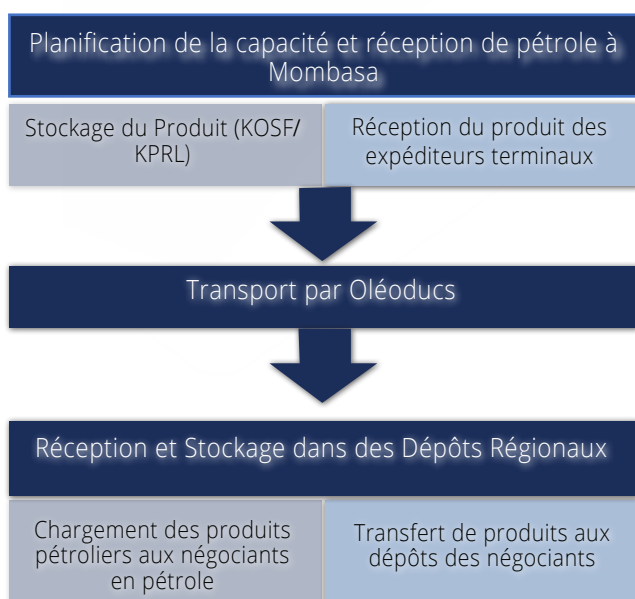 Planification de la capacité et réception de pétrole à
Mombasa
Stockage du Produit (KOSF/
KPRL)
Réception du produit des
expéditeurs terminaux
Transport par Oléoducs
Réception et Stockage dans des Dépôts Régionaux
Chargement des produits
pétroliers aux négociants
en pétrole
Transfert de produits aux
dépôts des négociants